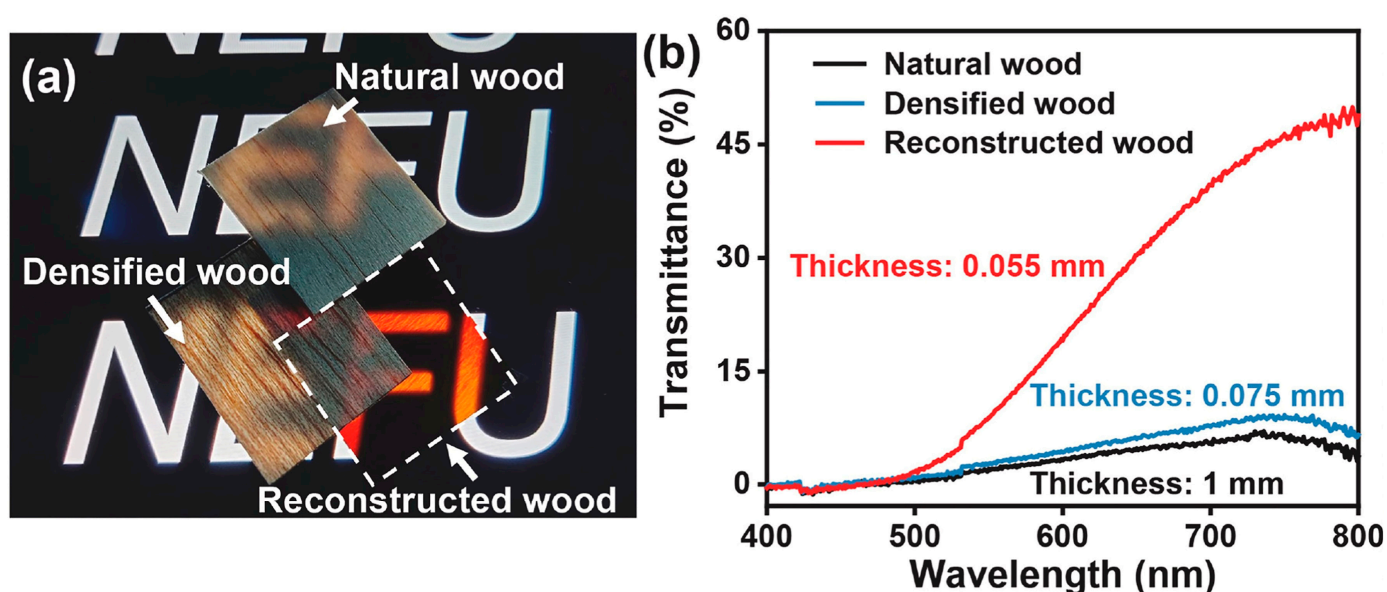 (a)
NEFU
Natural wood
NEFU
Densified wood
NEFU
Reconstructed wood
(b)
Transmittance (%)
60
45
30
15
0
Natural wood
Densified wood
Reconstructed wood
Thickness: 0.055 mm
Thickness: 0.075 mm
Thickness: 1 mm
400 500 600 700 800
Wavelength (nm)